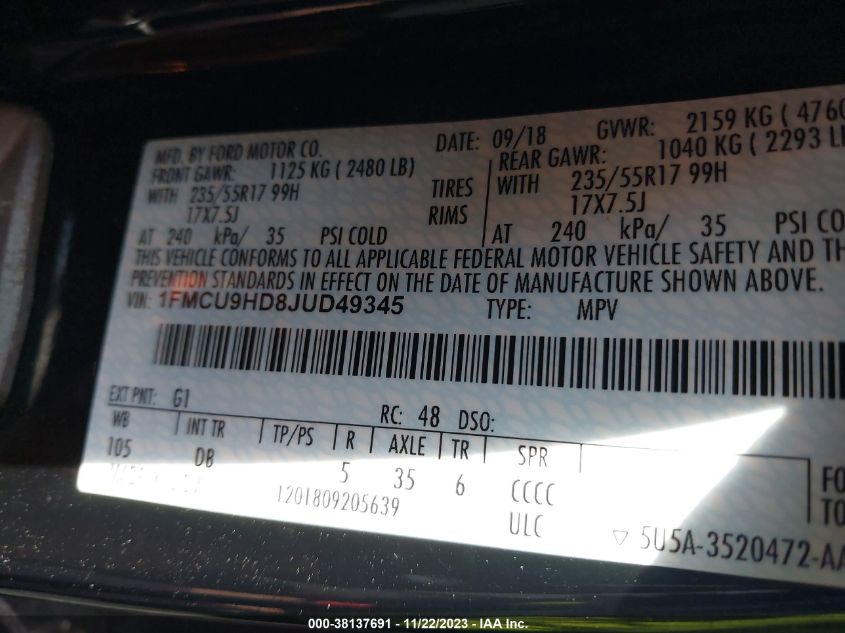 MFD. BY FORD MOTOR CO. DATE: 09/18 GVWR: 2159 KG ( 4760
FRONT GAWR: 1125 KG ( 2480 LB) REAR GAWR: 1040 KG ( 2293 L
WITH 235/55R17 99H TIRES WITH 235/55R17 99H
17X7.5J RIMS 17X7.5J
AT 240 kPa/ 35 PSI COLD AT 240 kPa/ 35 PSI CO
THIS VEHICLE CONFORMS TO ALL APPLICABLE FEDERAL MOTOR VEHICLE SAFETY AND TH
PREVENTION STANDARDS IN EFFECT ON THE DATE OF MANUFACTURE SHOWN ABOVE.
VIN: 1FMCU9HD8JUD49345 TYPE: MPV
EXT PNT: G1 RC: 48 DSO:
WB INT TR TP/PS R AXLE TR SPR
105 DB 5 35 6 CCCC
1201809205639 ULC
▽ 5U5A-3520472-AA
FO
TO
000-38137691 - 11/22/2023 - IAA Inc.